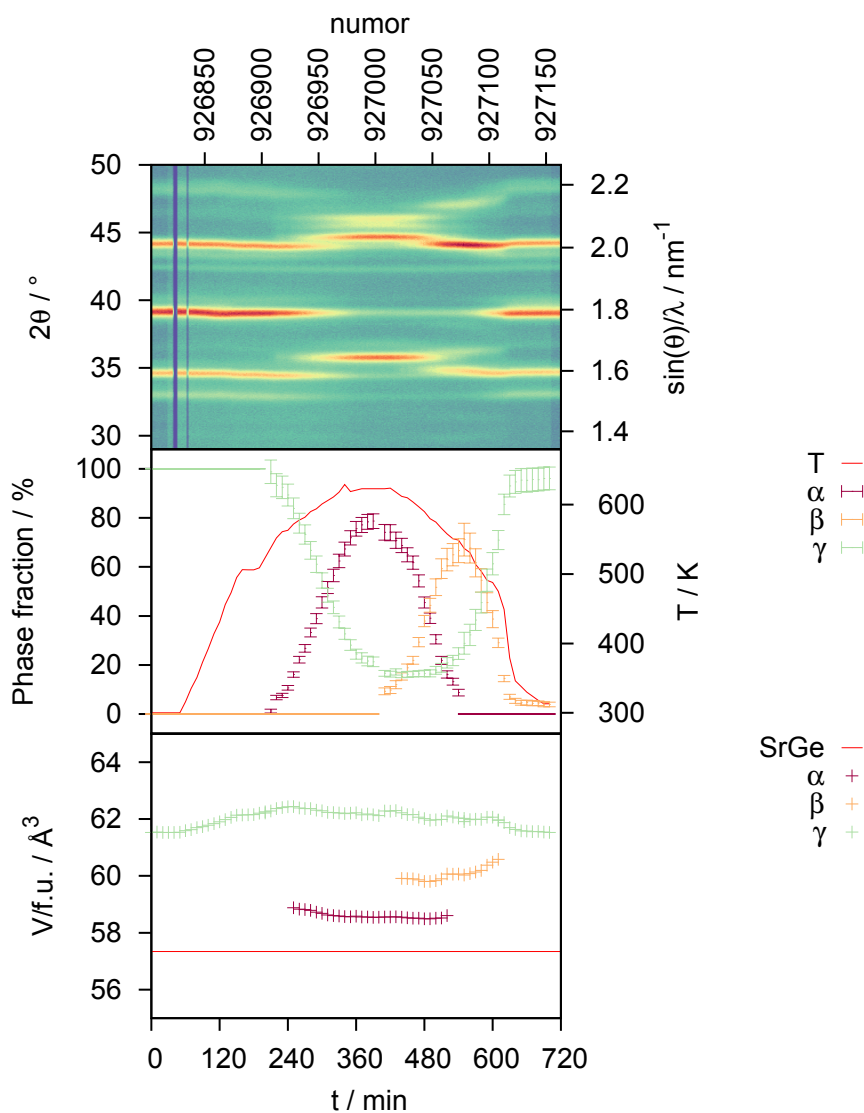 numor
926850
926900
926950
927000
927050
927100
927150
50
45
40
35
30
2θ / °
2.2
2.0
1.8
1.6
1.4
sin(θ)/λ / nm⁻¹
100
80
60
40
20
0
Phase fraction / %
600
500
400
300
T / K
T
α
β
γ
64
62
60
58
56
V/f.u. / Å³
SrGe
α
β
γ
0 120 240 360 480 600 720
t / min